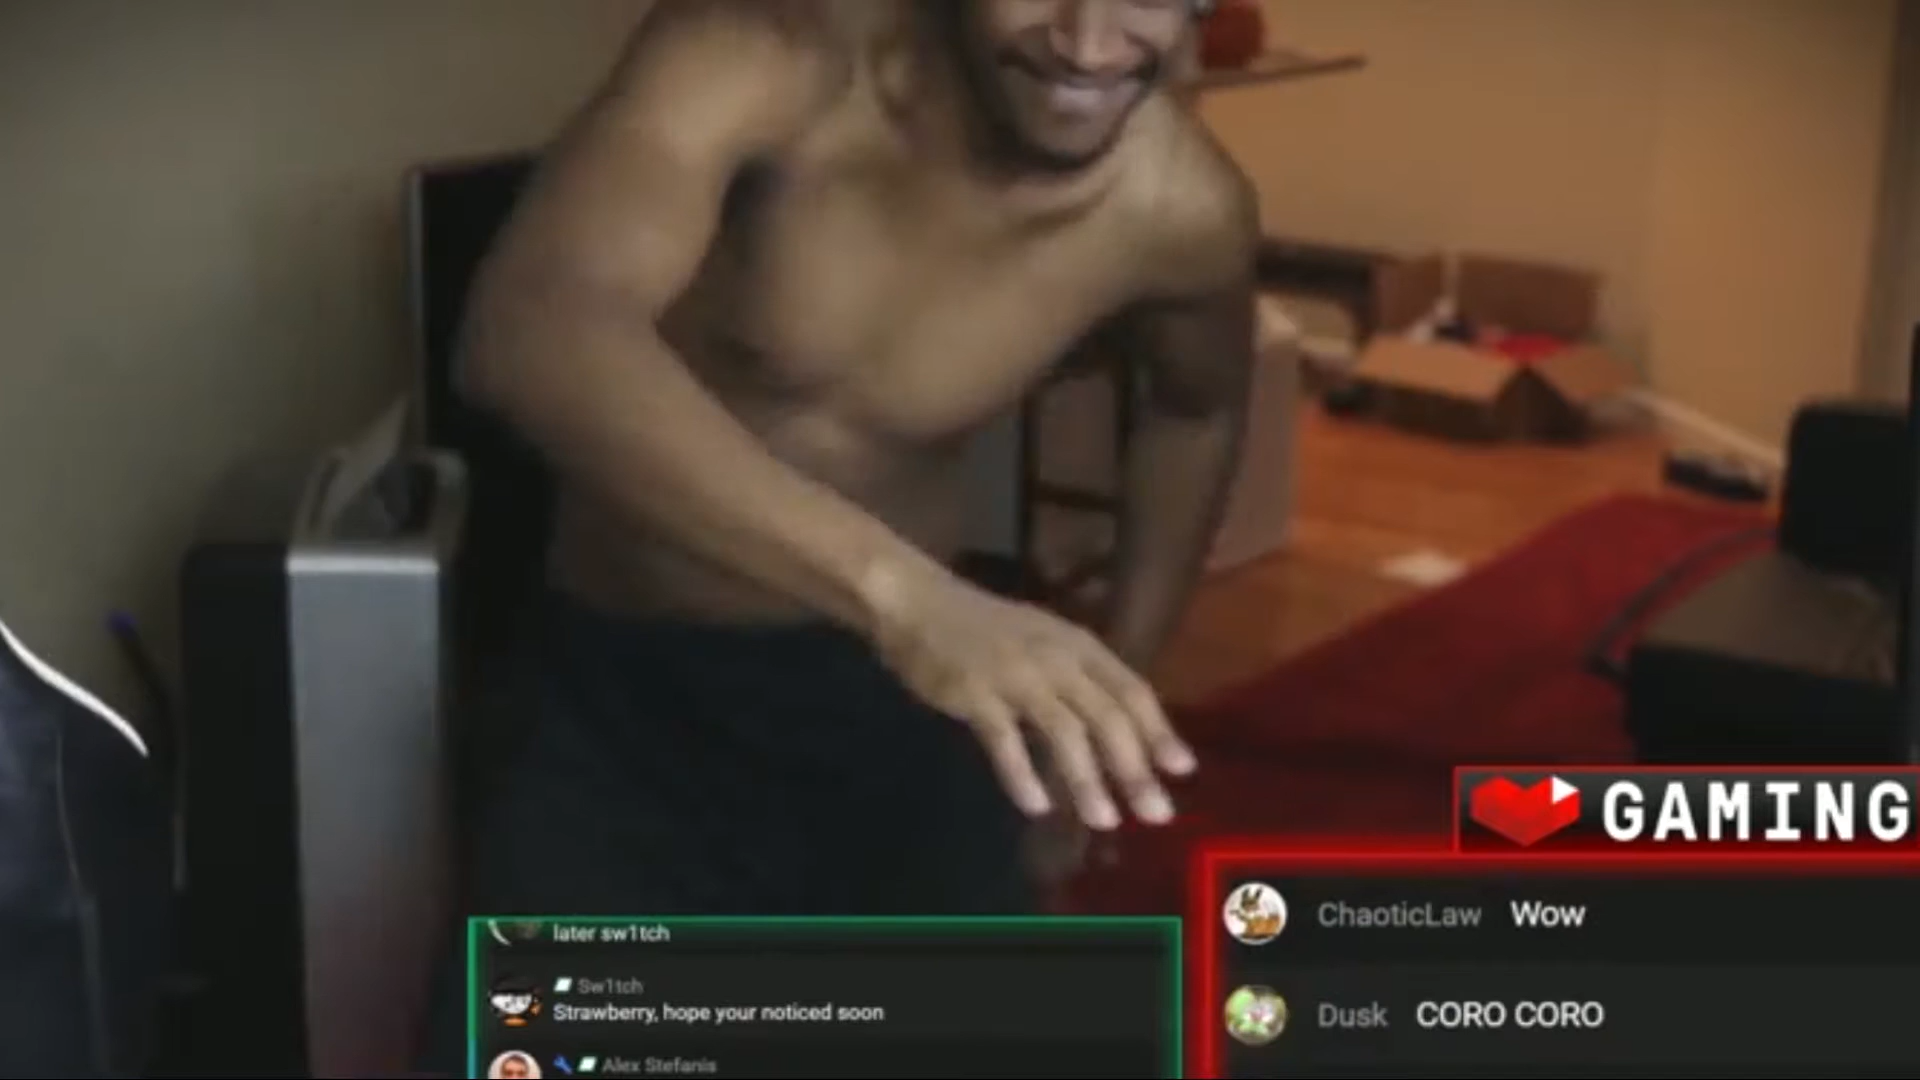 GAMING
ChaoticLaw Wow
Dusk CORO CORO
later sw1tch
Sw1tch
Strawberry, hope your noticed soon
Alex Stefanis